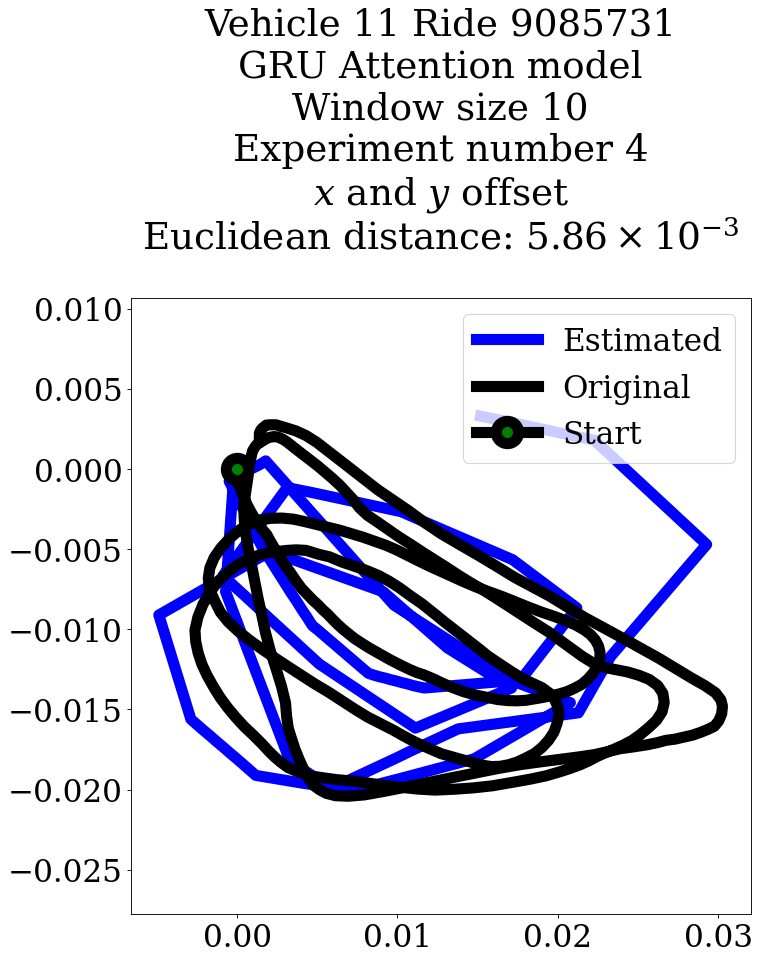 Vehicle 11 Ride 9085731
GRU Attention model
Window size 10
Experiment number 4
x and y offset
Euclidean distance: 5.86 × 10⁻³
0.010
0.005
0.000
−0.005
−0.010
−0.015
−0.020
−0.025
Estimated
Original
Start
0.00 0.01 0.02 0.03